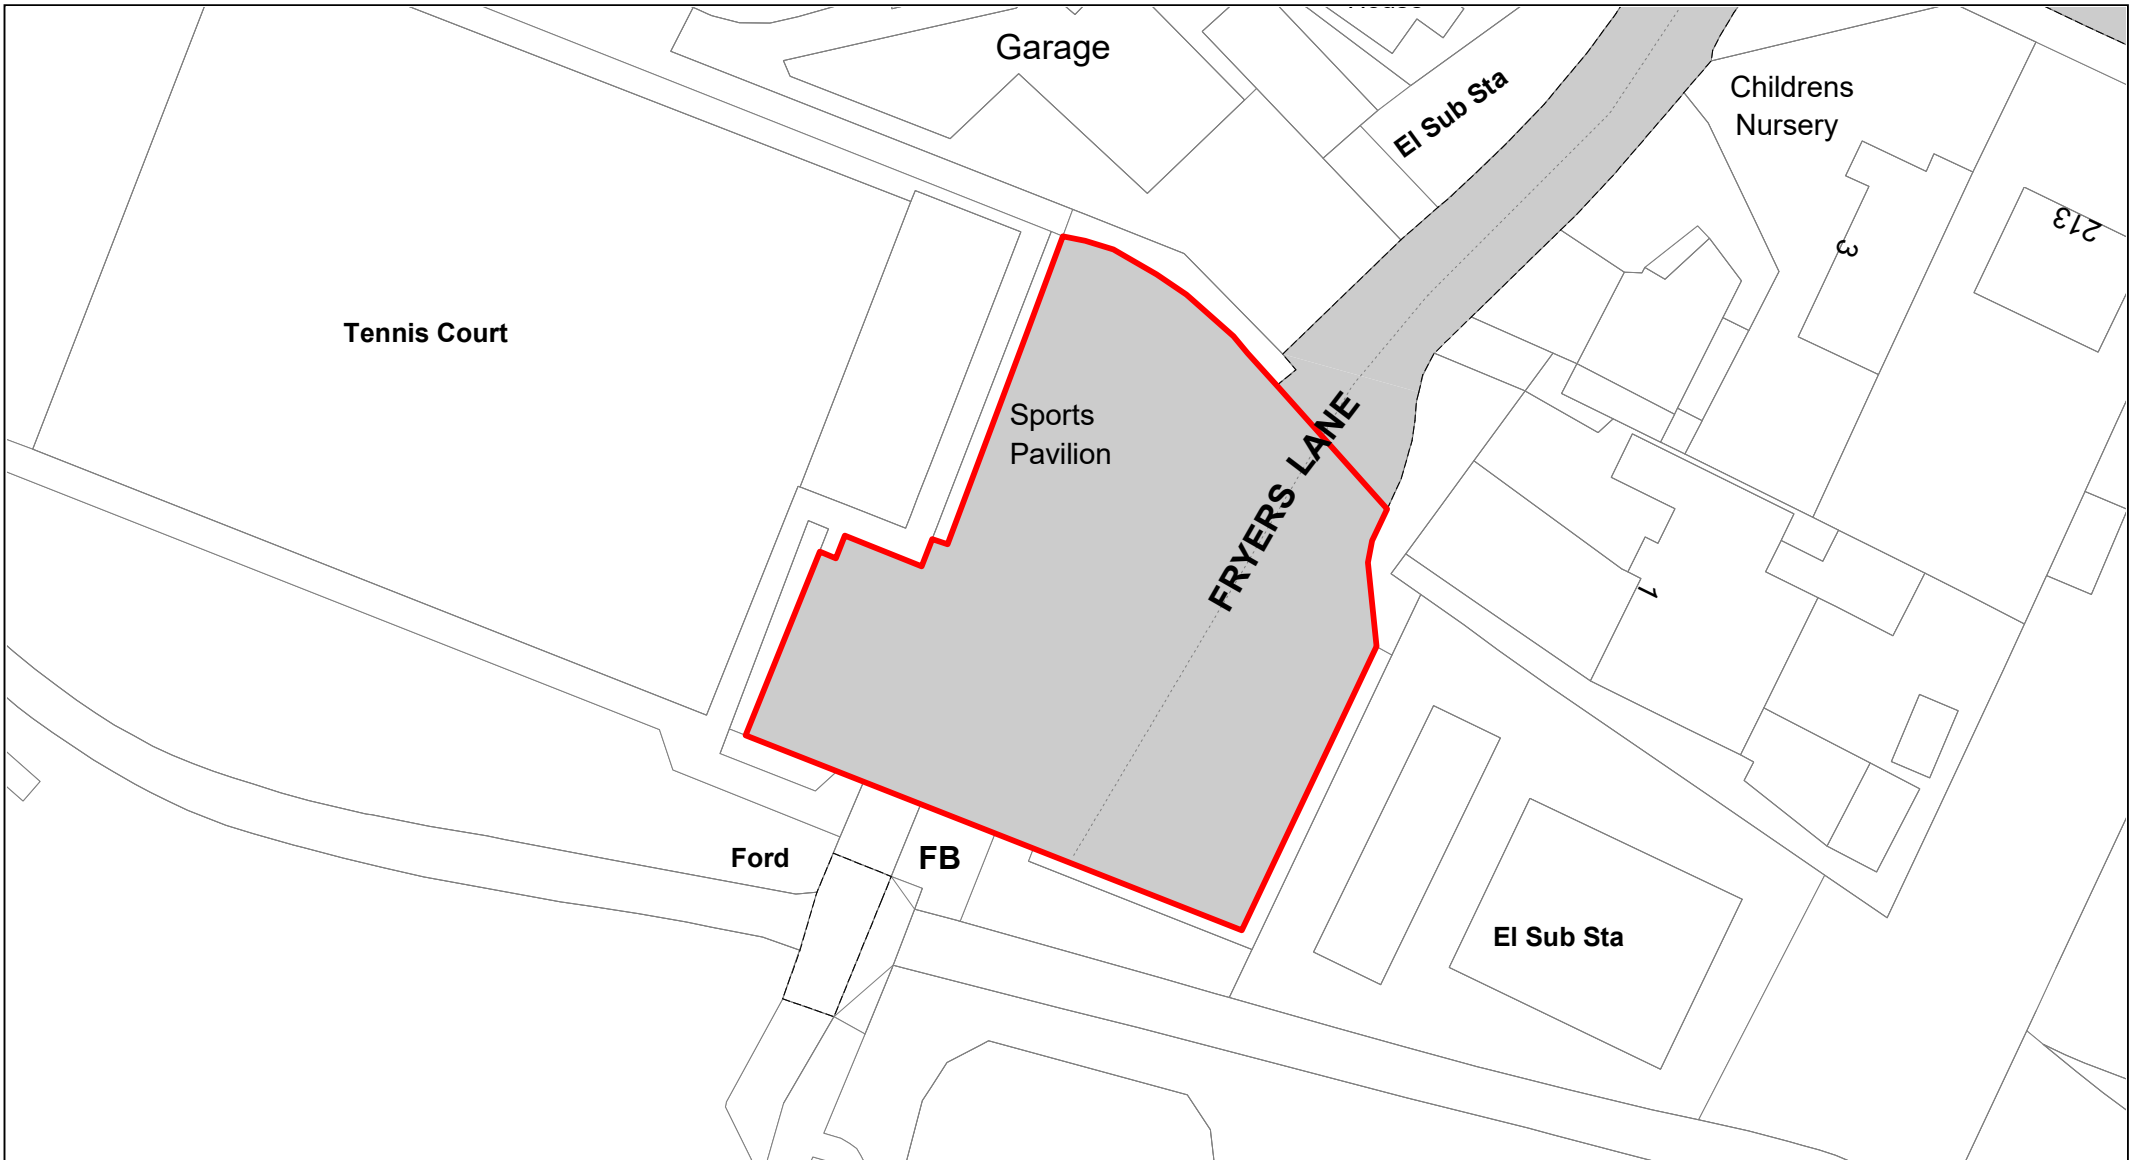 Garage
El Sub Sta
Childrens
Nursery
213
3
Tennis Court
Sports
Pavilion
FRYERS LANE
1
Ford
FB
El Sub Sta